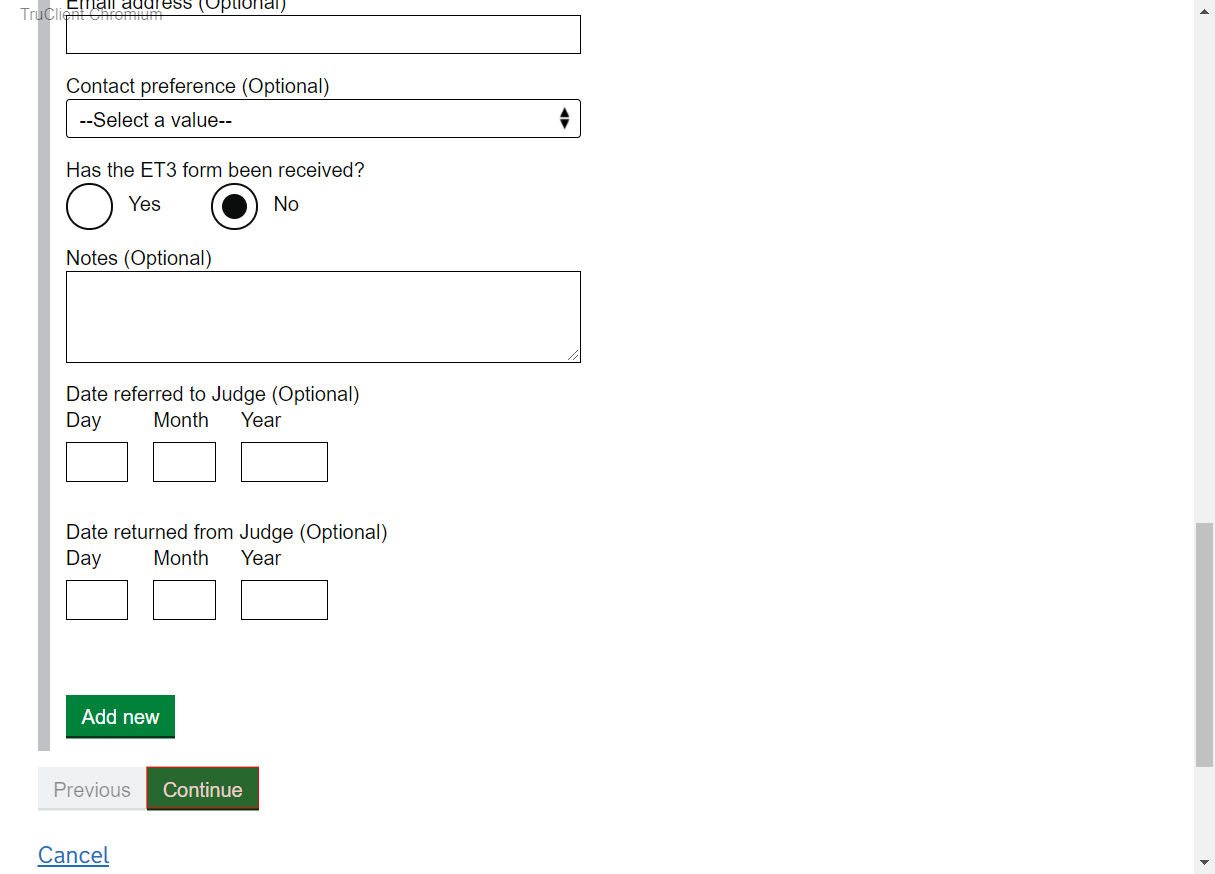 Email address (Optional)
TruClient Chromium
Contact preference (Optional)
--Select a value--
Has the ET3 form been received?
Yes No
Notes (Optional)
Date referred to Judge (Optional)
Day Month Year
Date returned from Judge (Optional)
Day Month Year
Add new
Previous Continue
Cancel